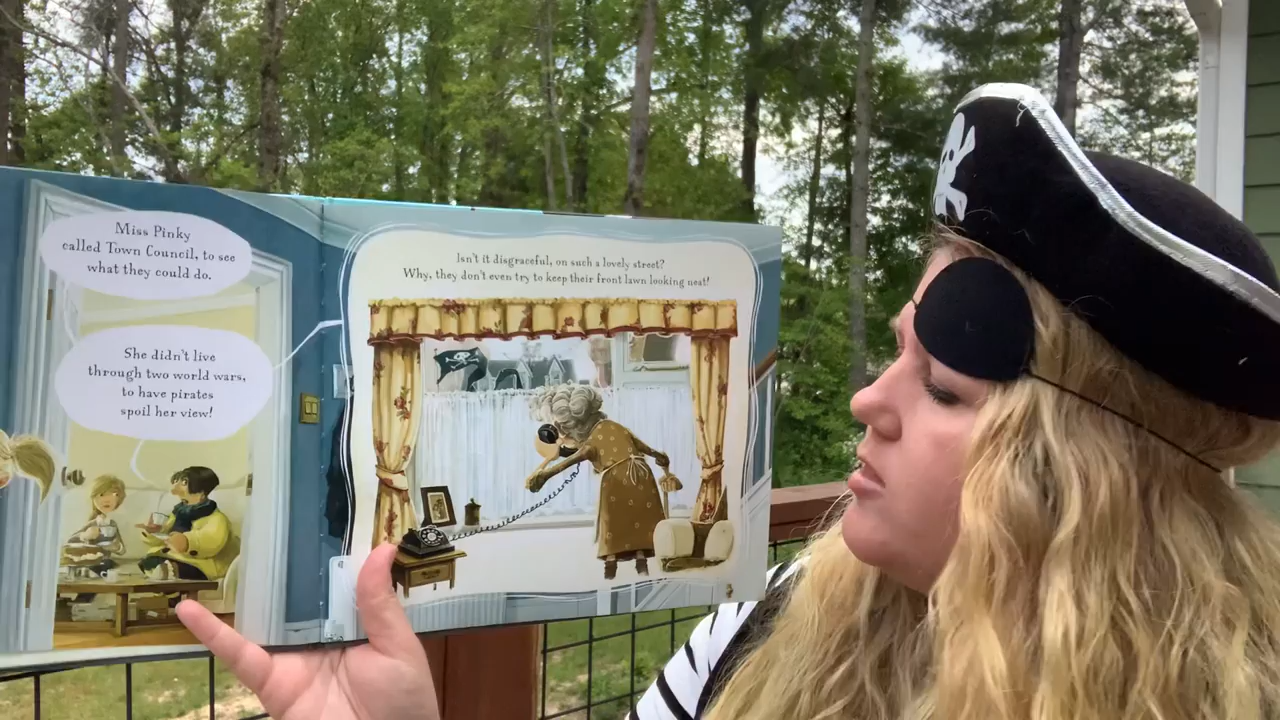 Miss Pinky
called Town Council, to see
what they could do.
She didn't live
through two world wars,
to have pirates
spoil her view!
Isn't it disgraceful, on such a lovely street?
Why, they don't even try to keep their front lawn looking neat!